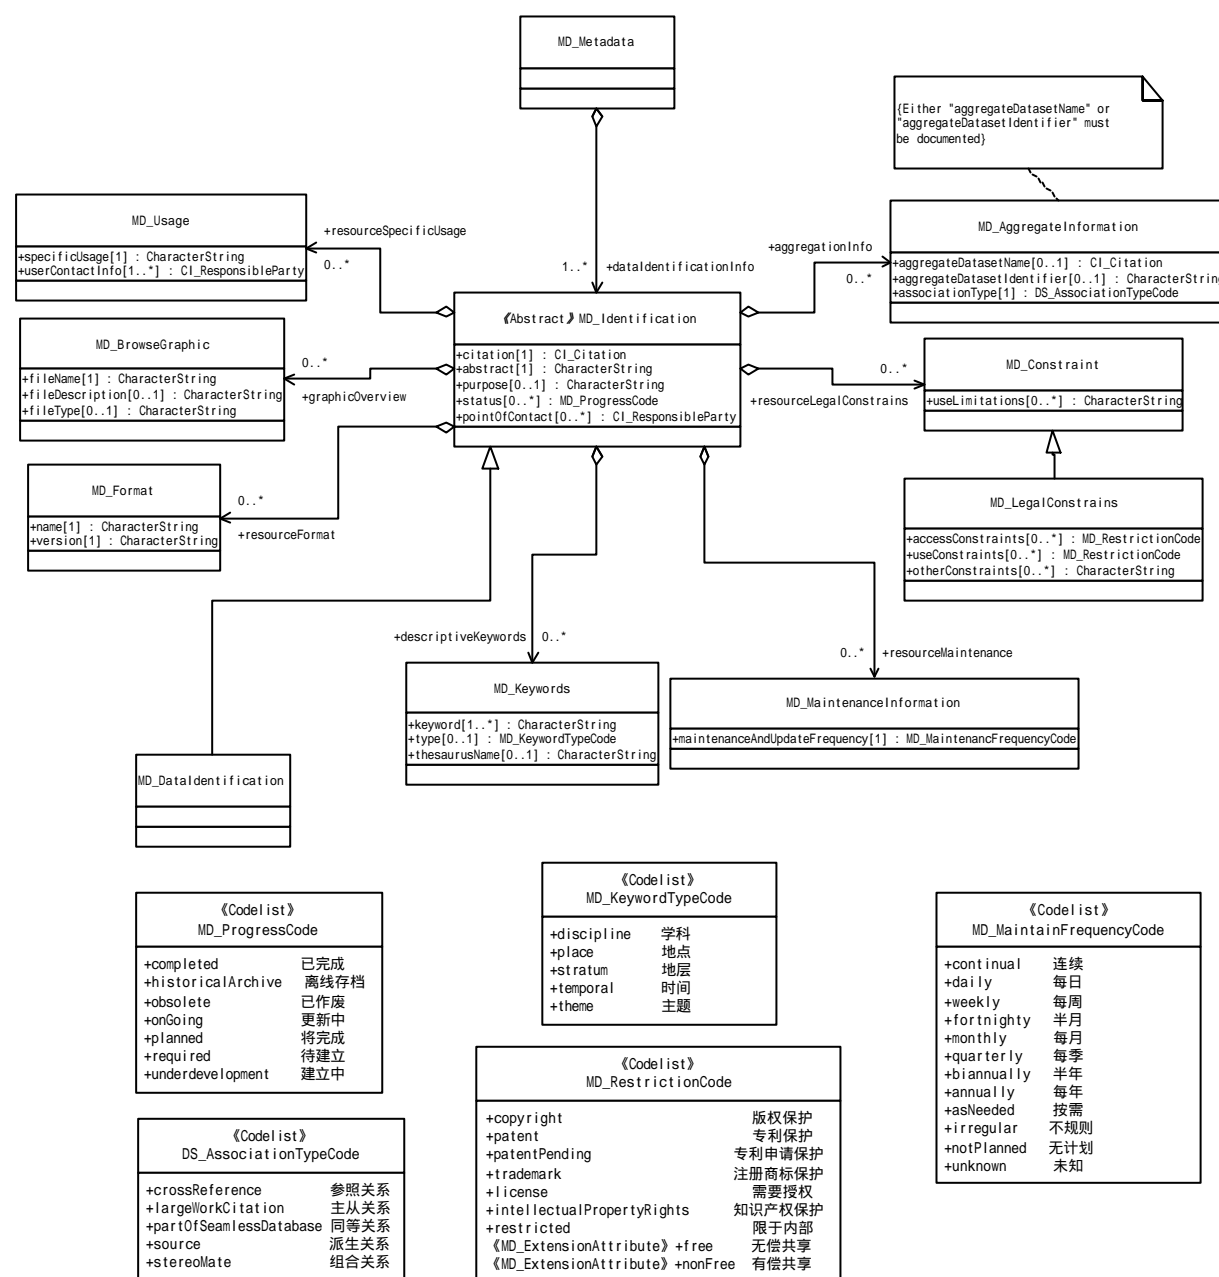 MD_Metadata
{Either "aggregateDatasetName" or
"aggregateDatasetIdentifier" must
be documented}
MD_Usage
+specificUsage[1] : CharacterString
+userContactInfo[1..*] : CI_ResponsibleParty
+resourceSpecificUsage
0..*
1..*
+dataIdentificationInfo
+aggregationInfo
0..*
MD_AggregateInformation
+aggregateDatasetName[0..1] : CI_Citation
+aggregateDatasetIdentifier[0..1] : CharacterString
+associationType[1] : DS_AssociationTypeCode
《Abstract》MD_Identification
+citation[1] : CI_Citation
+abstract[1] : CharacterString
+purpose[0..1] : CharacterString
+status[0..*] : MD_ProgressCode
+pointOfContact[0..*] : CI_ResponsibleParty
MD_BrowseGraphic
+fileName[1] : CharacterString
+fileDescription[0..1] : CharacterString
+fileType[0..1] : CharacterString
0..*
+graphicOverview
0..*
+resourceLegalConstrains
MD_Constraint
+useLimitations[0..*] : CharacterString
MD_Format
+name[1] : CharacterString
+version[1] : CharacterString
0..*
+resourceFormat
MD_LegalConstrains
+accessConstraints[0..*] : MD_RestrictionCode
+useConstraints[0..*] : MD_RestrictionCode
+otherConstraints[0..*] : CharacterString
+descriptiveKeywords
0..*
0..*
+resourceMaintenance
MD_Keywords
+keyword[1..*] : CharacterString
+type[0..1] : MD_KeywordTypeCode
+thesaurusName[0..1] : CharacterString
MD_MaintenanceInformation
+maintenanceAndUpdateFrequency[1] : MD_MaintencFrequencyCode
MD_DataIdentification
《Codelist》
MD_ProgressCode
+completed 已完成
+historicalArchive 离线存档
+obsolete 已作废
+onGoing 更新中
+planned 将完成
+required 待建立
+underdevelopment 建立中
《Codelist》
MD_KeywordTypeCode
+discipline 学科
+place 地点
+stratum 地层
+temporal 时间
+theme 主题
《Codelist》
MD_MaintainFrequencyCode
+continual 连续
+daily 每日
+weekly 每周
+fortnighty 半月
+monthly 每月
+quarterly 每季
+biannually 半年
+annually 每年
+asNeeded 按需
+irregular 不规则
+notPlanned 无计划
+unknown 未知
《Codelist》
MD_RestrictionCode
+copyright 版权保护
+patent 专利保护
+patentPending 专利申请保护
+trademark 注册商标保护
+license 需要授权
+intellectualPropertyRights 知识产权保护
+restricted 限于内部
《MD_ExtensionAttribute》+free 无偿共享
《MD_ExtensionAttribute》+nonFree 有偿共享
《Codelist》
DS_AssociationTypeCode
+crossReference 参照关系
+largeWorkCitation 主从关系
+partOfSeamlessDatabase 同等关系
+source 派生关系
+stereoMate 组合关系